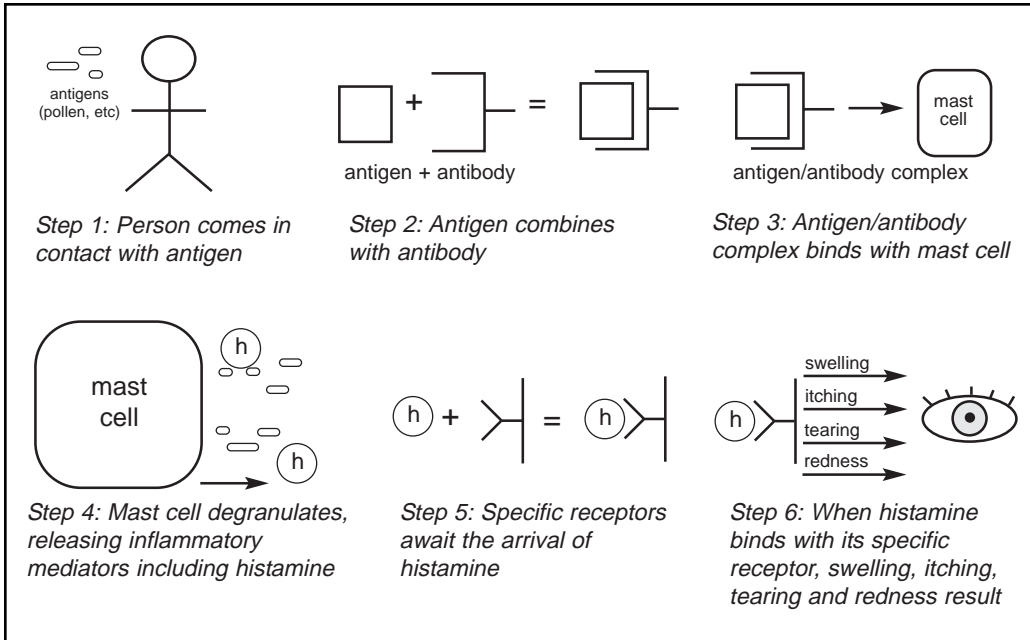 antigens
(pollen, etc)
Step 1: Person comes in
contact with antigen
+
=
antigen + antibody
Step 2: Antigen combines
with antibody
mast
cell
antigen/antibody complex
Step 3: Antigen/antibody
complex binds with mast cell
mast
cell
h
h
Step 4: Mast cell degranulates,
releasing inflammatory
mediators including histamine
h + = h
Step 5: Specific receptors
await the arrival of
histamine
h
swelling
itching
tearing
redness
Step 6: When histamine
binds with its specific
receptor, swelling, itching,
tearing and redness result